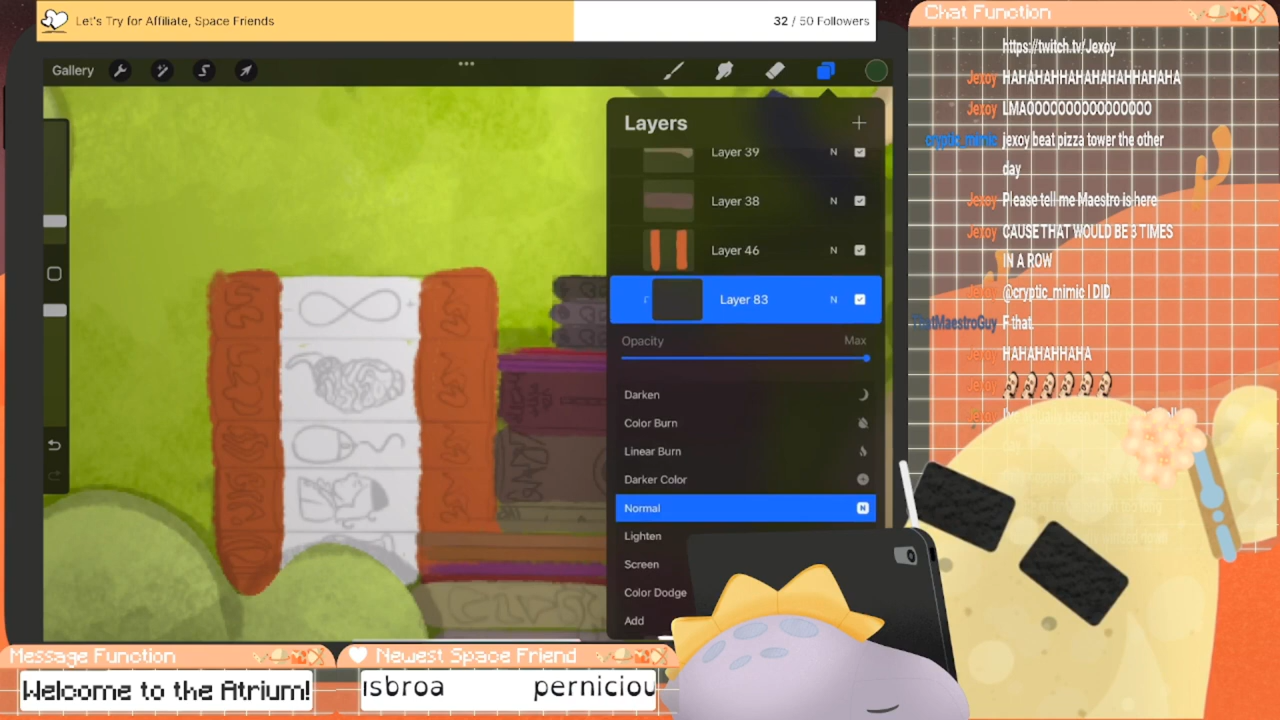 Let's Try for Affiliate, Space Friends
32 / 50 Followers
Chat Function
https://twitch.tv/Jexoy
Jexoy HAHAHAHHAHAHAHAHHAHAHA
Jexoy LMAOOOOOOOOOOOOOOO
cryptic_mimic jexoy beat pizza tower the other
day
Jexoy Please tell me Maestro is here
Jexoy CAUSE THAT WOULD BE 3 TIMES
IN A ROW
Jexoy @cryptic_mimic I DID
ThatMaestroGuy F that.
Jexoy HAHAHAHHAHA
Jexoy
Gallery
Layers
Layer 39 N
Layer 38 N
Layer 46 N
Layer 83 N
Opacity Max
Darken
Color Burn
Linear Burn
Darker Color
Normal N
Lighten
Screen
Color Dodge
Add
Message Function
Newest Space Friend
Welcome to the Atrium!
isbroa perniciou